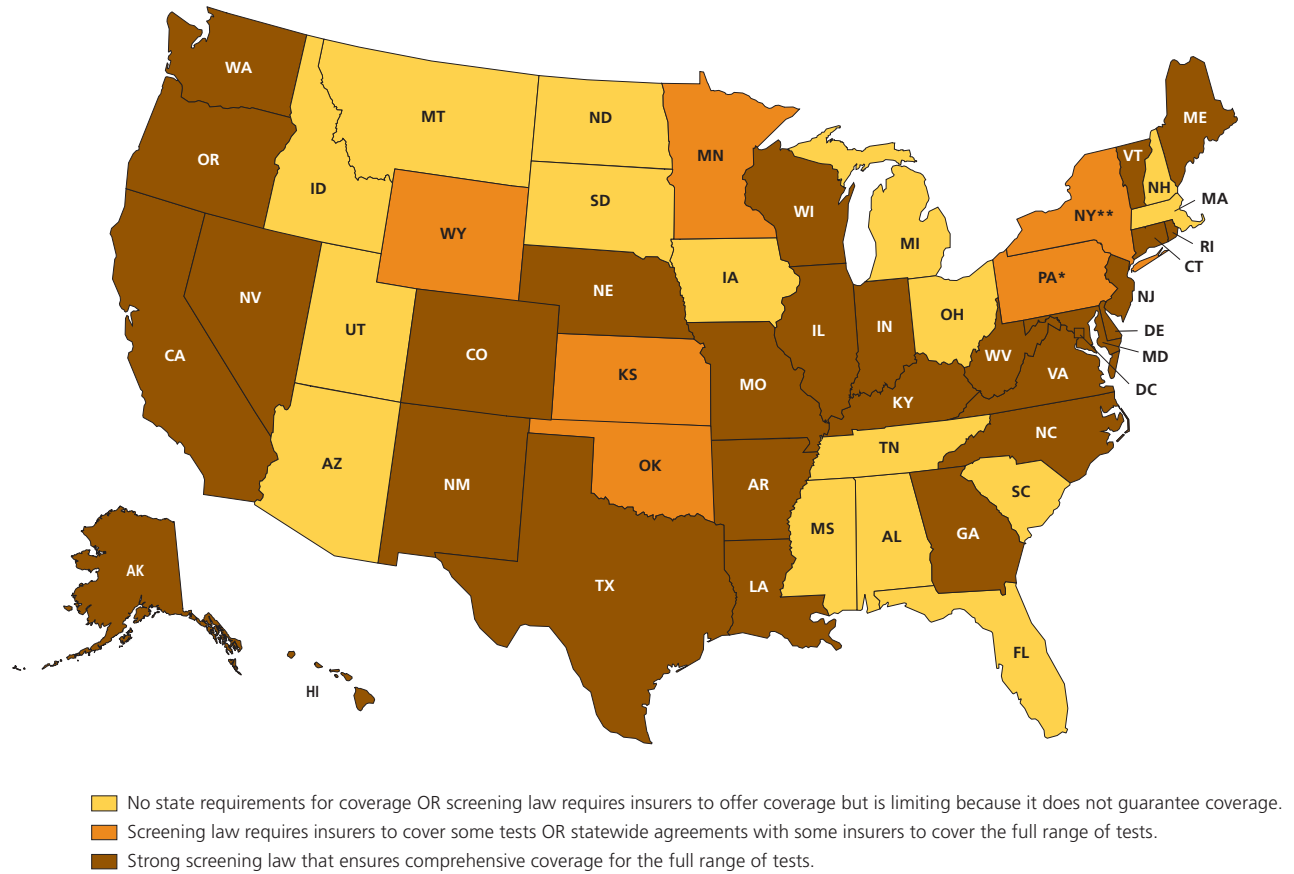 WA
ME
MT
ND
VT
MN
OR
NH
ID
SD
MA
WI
NY**
WY
MI
RI
CT
IA
PA*
NE
NJ
NV
OH
IL
IN
DE
UT
CO
WV
MD
CA
VA
KS
MO
DC
KY
NC
TN
AZ
OK
NM
AR
SC
MS
AL
GA
AK
TX
LA
FL
HI
No state requirements for coverage OR screening law requires insurers to offer coverage but is limiting because it does not guarantee coverage.
Screening law requires insurers to cover some tests OR statewide agreements with some insurers to cover the full range of tests.
Strong screening law that ensures comprehensive coverage for the full range of tests.